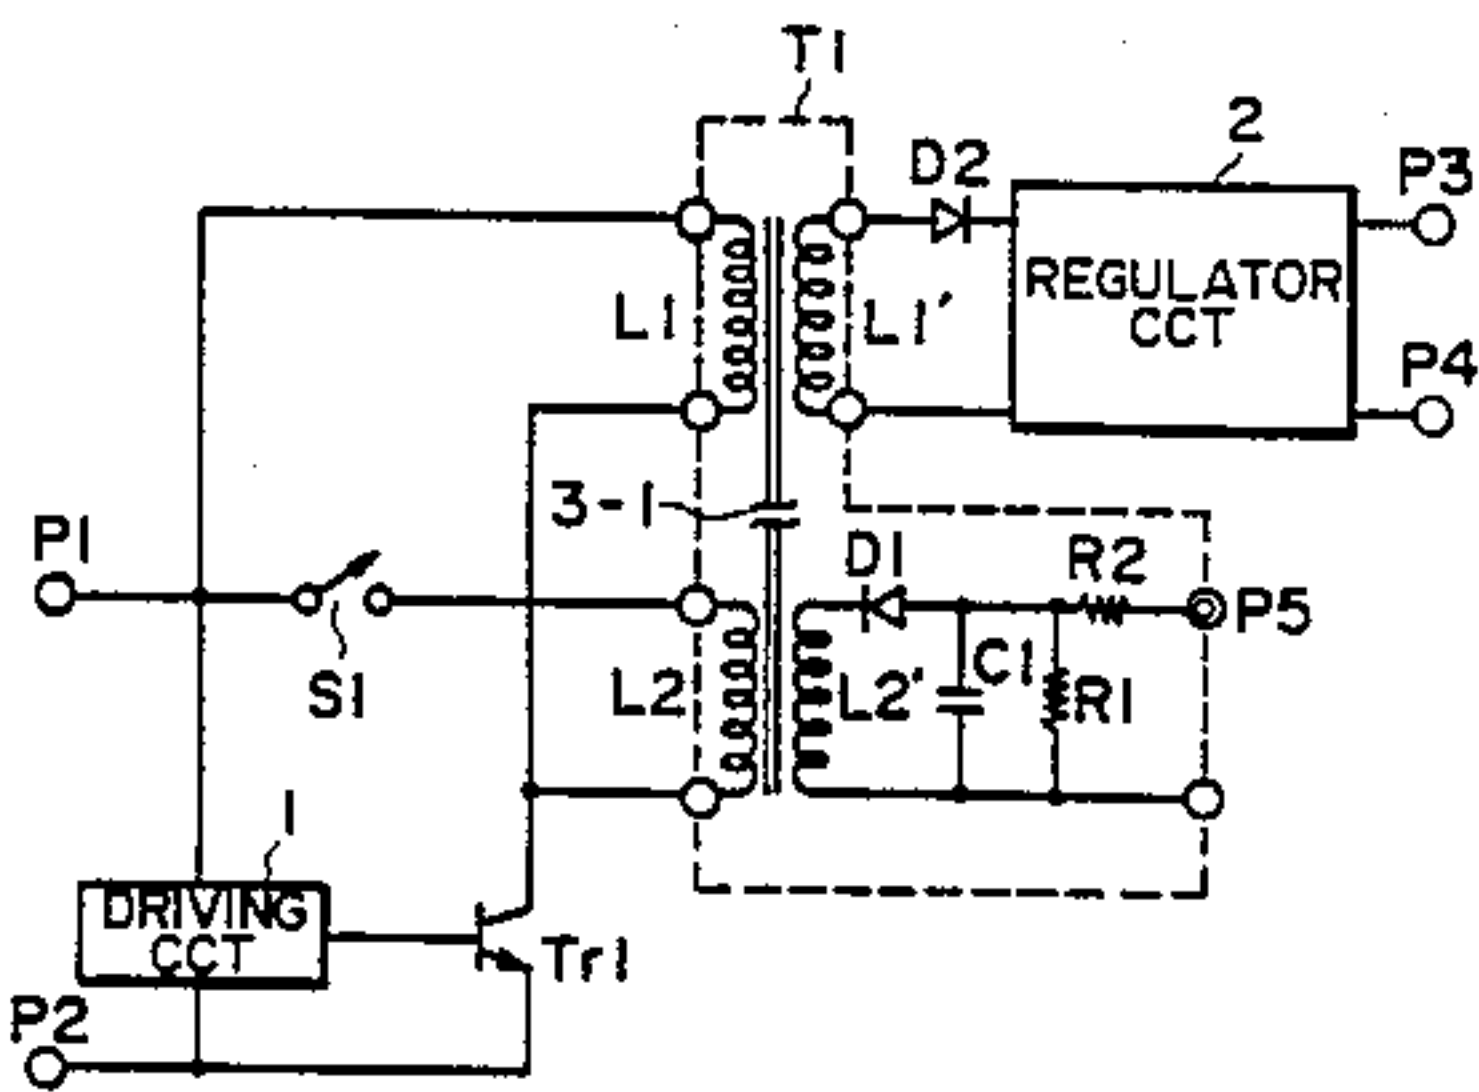 T1
D2
2
P3
REGULATOR
CCT
L1
L1'
P4
3-1
P1
D1
R2
P5
S1
L2
L2'
C1
R1
1
DRIVING
CCT
Tr1
P2